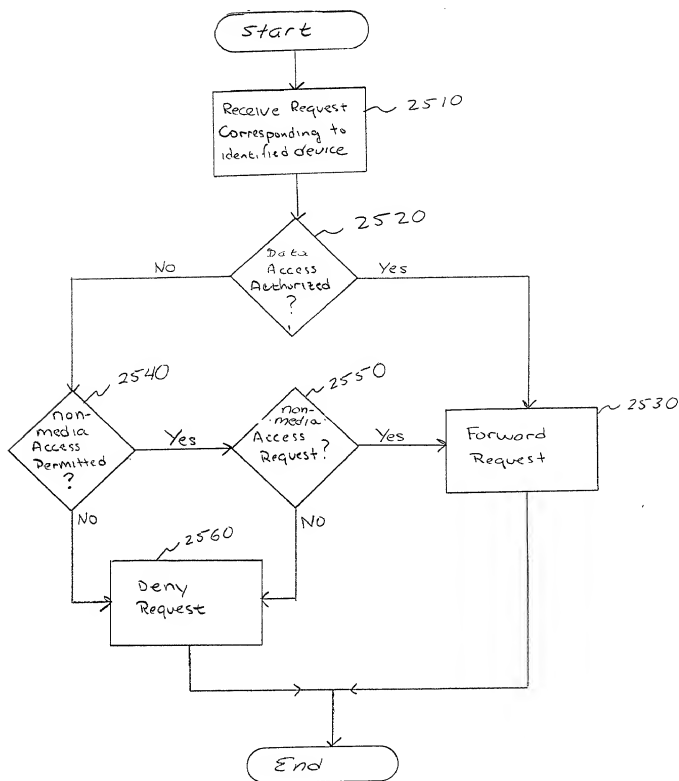 Start
Receive Request
Corresponding to
identified device
2510
2520
Data
Access
Authorized
?
No
Yes
2540
non-
media
Access
Permitted
?
Yes
2550
non-
media
Access
Request?
Yes
2530
Forward
Request
NO
NO
2560
Deny
Request
End